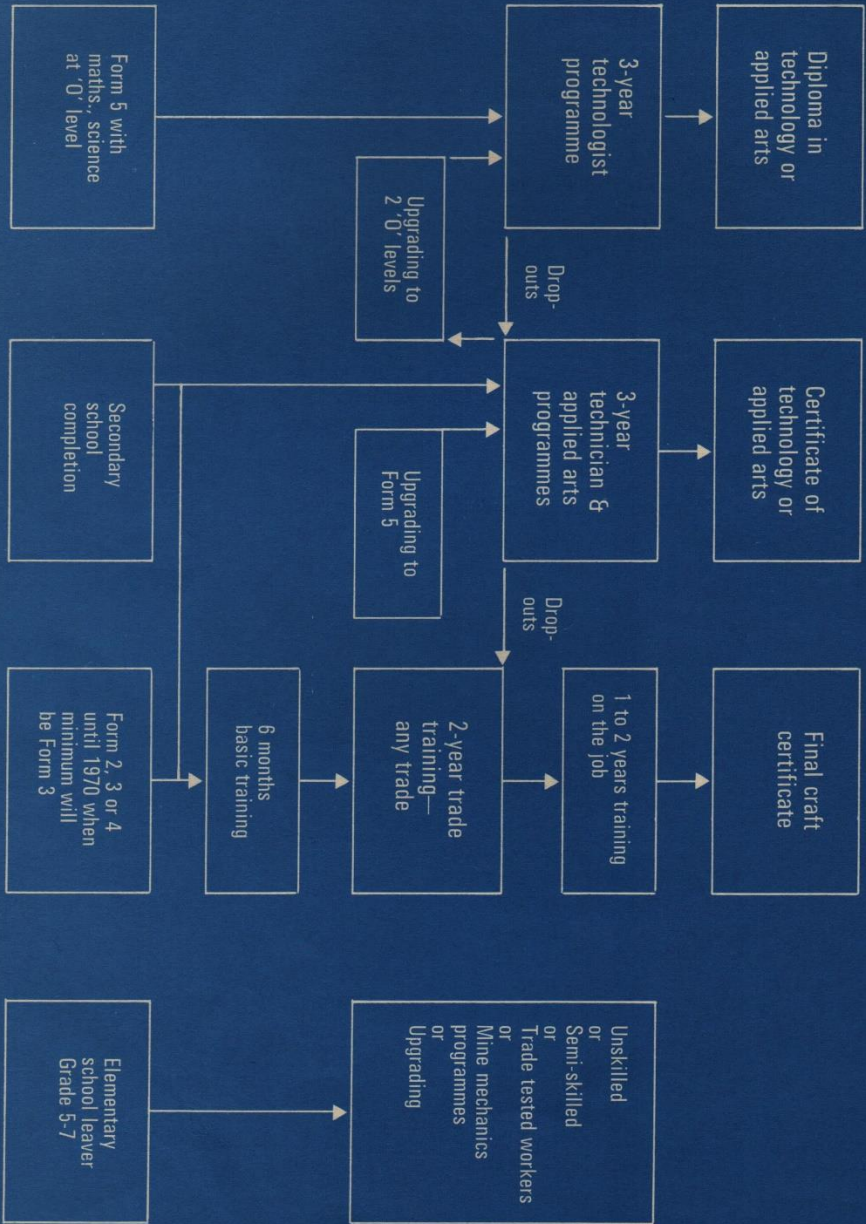 Diploma in
technology or
applied arts
Certificate of
technology or
applied arts
Final craft
certificate
3-year
technologist
programme
Drop-
outs
3-year
technician &
applied arts
programmes
Drop-
outs
1 to 2 years training
on the job
2-year trade
training—
any trade
Unskilled
or
Semi-skilled
or
Trade tested workers
or
Mine mechanics
programmes
or
Upgrading
Upgrading to
2 'O' levels
Upgrading to
Form 5
6 months
basic training
Form 5 with
maths., science
at 'O' level
Secondary
school
completion
Form 2, 3 or 4
until 1970 when
minimum will
be Form 3
Elementary
school leaver
Grade 5-7